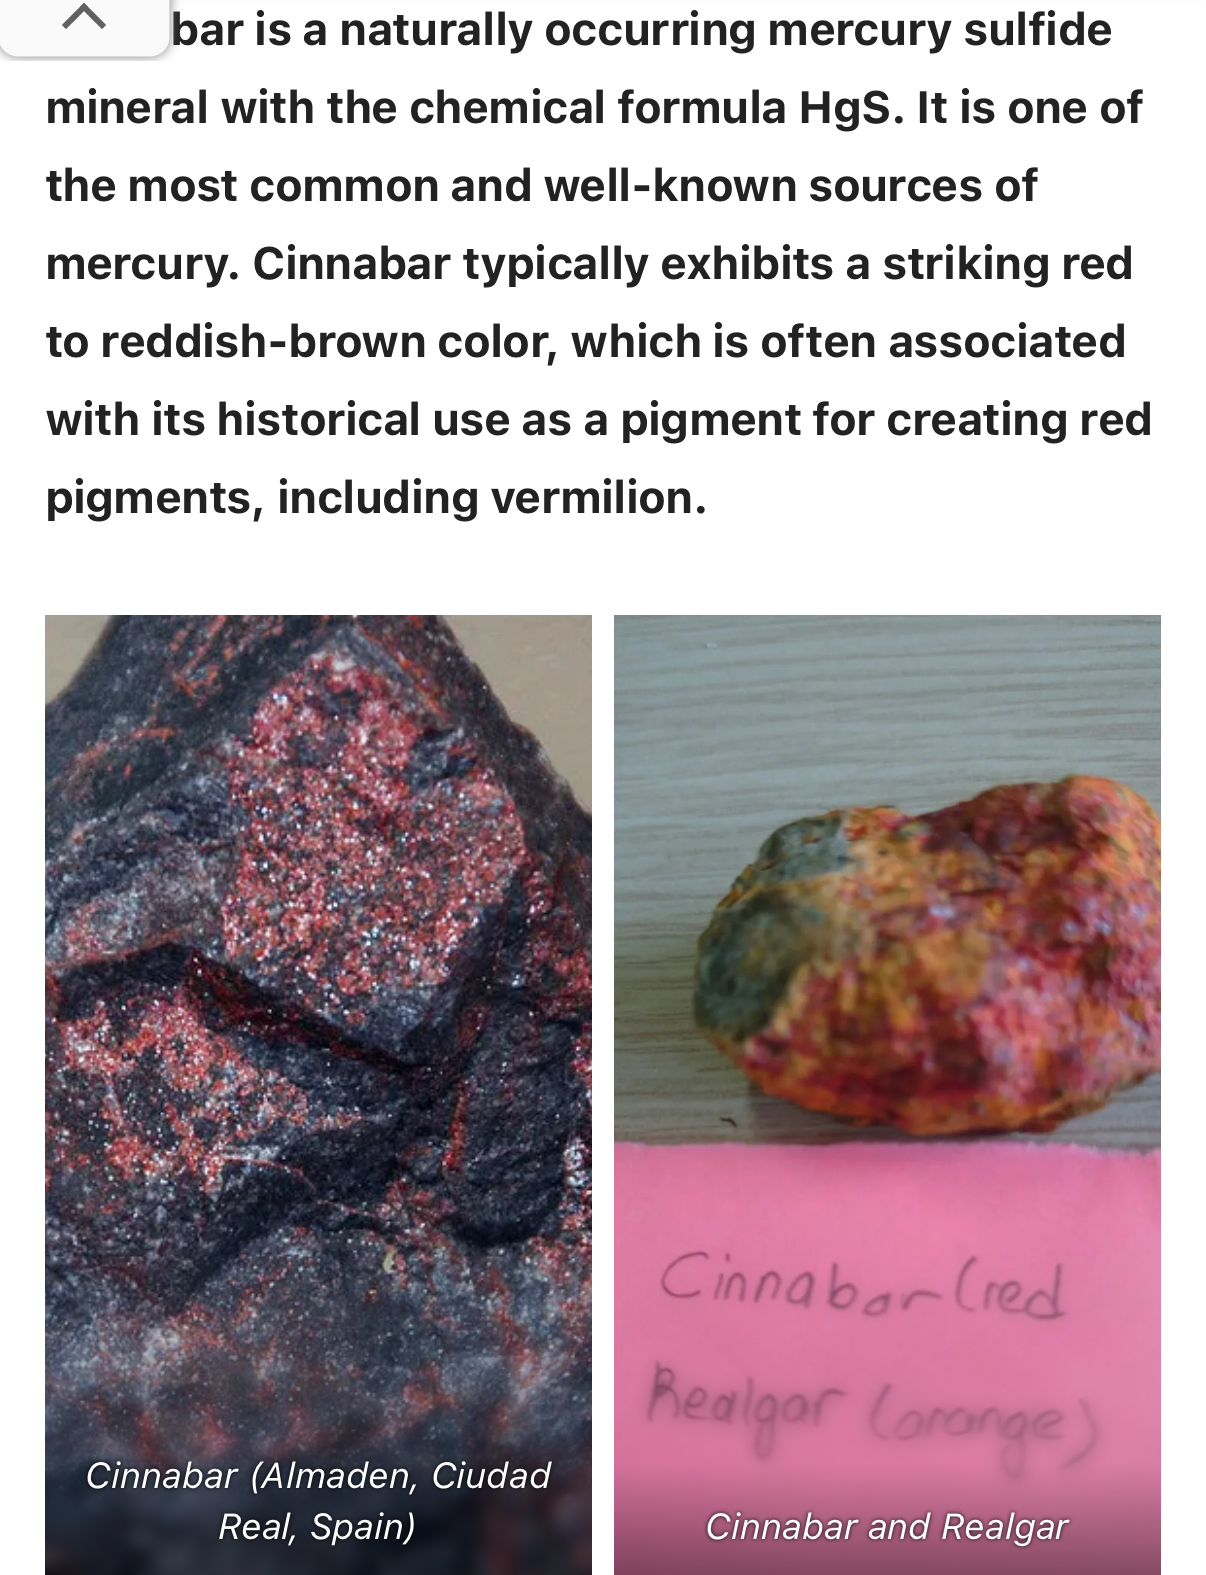 bar is a naturally occurring mercury sulfide
mineral with the chemical formula HgS. It is one of
the most common and well-known sources of
mercury. Cinnabar typically exhibits a striking red
to reddish-brown color, which is often associated
with its historical use as a pigment for creating red
pigments, including vermilion.
Cinnabar (Almaden, Ciudad
Real, Spain)
Cinnabar (red
Realgar (orange)
Cinnabar and Realgar